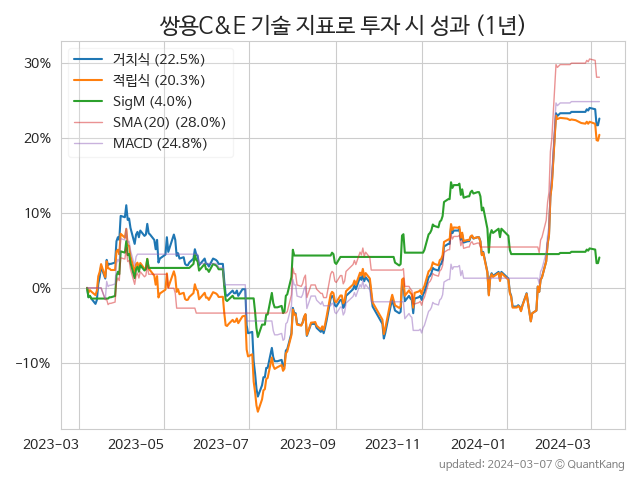 쌍용C&E 기술 지표로 투자 시 성과 (1년)
거치식 (22.5%)
적립식 (20.3%)
SigM (4.0%)
SMA(20) (28.0%)
MACD (24.8%)
30%
20%
10%
0%
−10%
2023-03 2023-05 2023-07 2023-09 2023-11 2024-01 2024-03
updated: 2024-03-07 © QuantKang